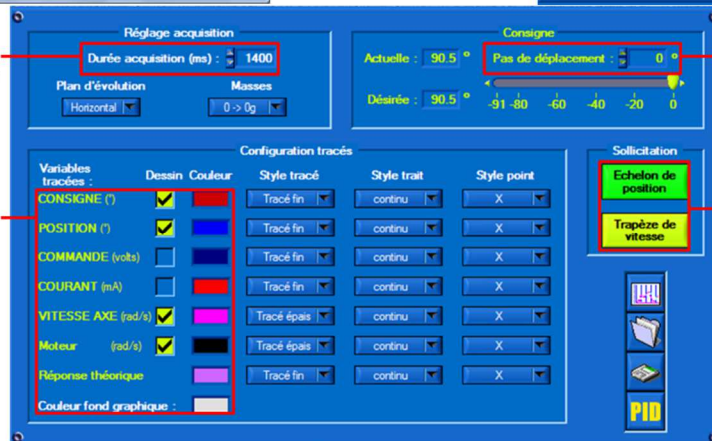 Réglage acquisition
Durée acquisition (ms) : 1400
Plan d'évolution Masses
Horizontal 0 -> 0g
Consigne
Actuelle : 90.5 ° Pas de déplacement : 0 °
Désirée : 90.5 ° -91 -80 -60 -40 -20 0
Configuration tracés
Variables tracées : Dessin Couleur Style tracé Style trait Style point
CONSIGNE (°) Tracé fin continu X
POSITION (°) Tracé fin continu X
COMMANDE (volts) Tracé fin continu X
COURANT (mA) Tracé fin continu X
VITESSE AXE (rad/s) Tracé épais continu X
Moteur (rad/s) Tracé épais continu X
Réponse théorique Tracé fin continu X
Couleur fond graphique :
Sollicitation
Echelon de
position
Trapèze de
vitesse
PID